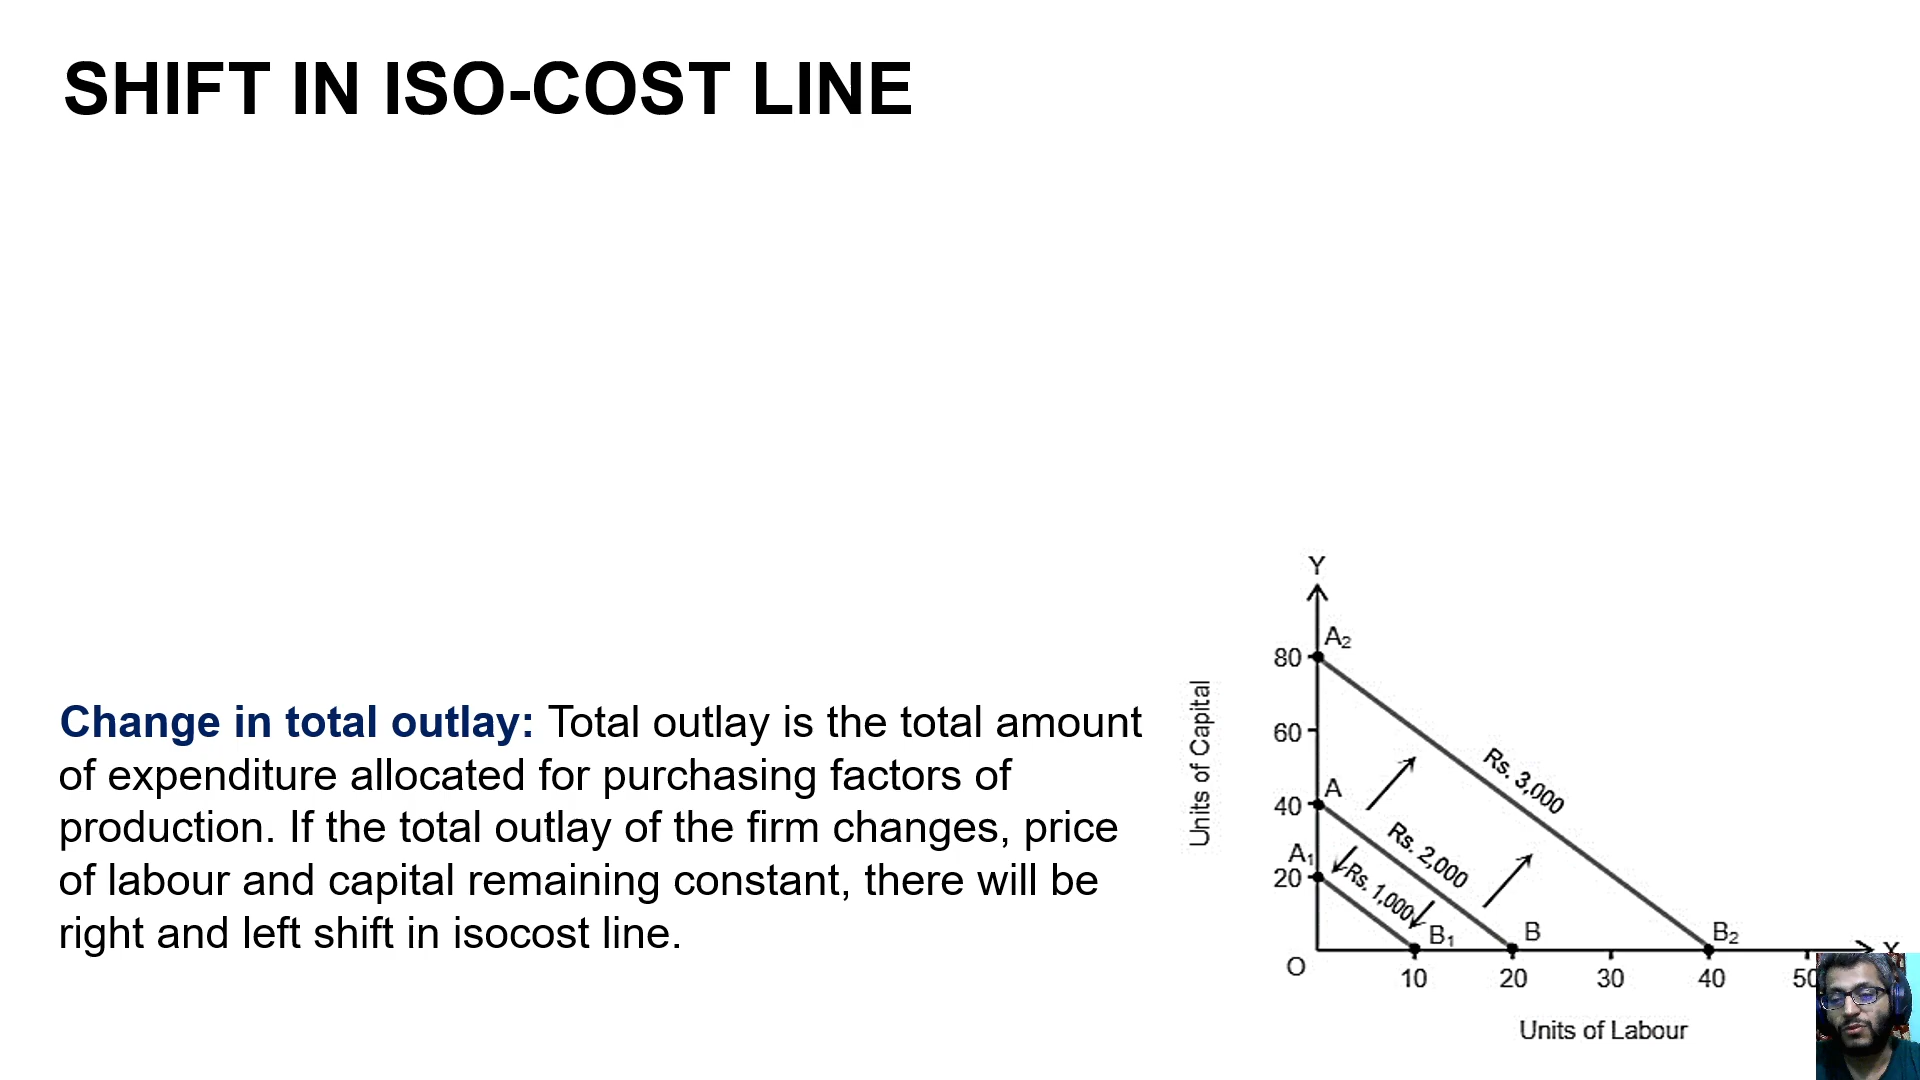 SHIFT IN ISO-COST LINE
Change in total outlay: Total outlay is the total amount
of expenditure allocated for purchasing factors of
production. If the total outlay of the firm changes, price
of labour and capital remaining constant, there will be
right and left shift in isocost line.
Y
A₂
80
60
Rs. 3,000
Units of Capital
A
40
Rs. 2,000
A₁
20
Rs. 1,000
B₁
B
B₂
X
O
10
20
30
40
50
Units of Labour